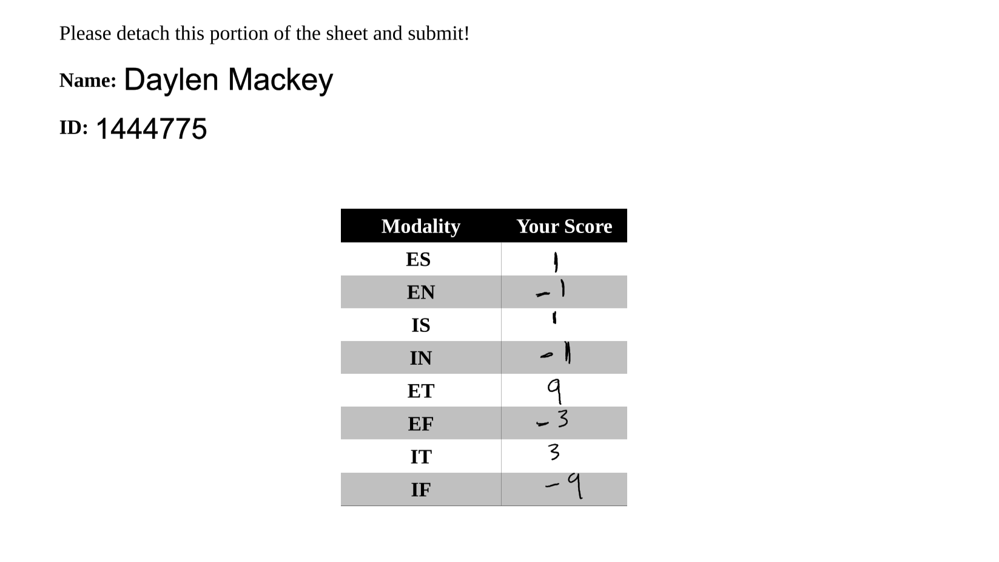 Please detach this portion of the sheet and submit!
Name: Daylen Mackey
ID: 1444775
Modality Your Score
ES 1
EN -1
IS 1
IN -1
ET 9
EF -3
IT 3
IF -9